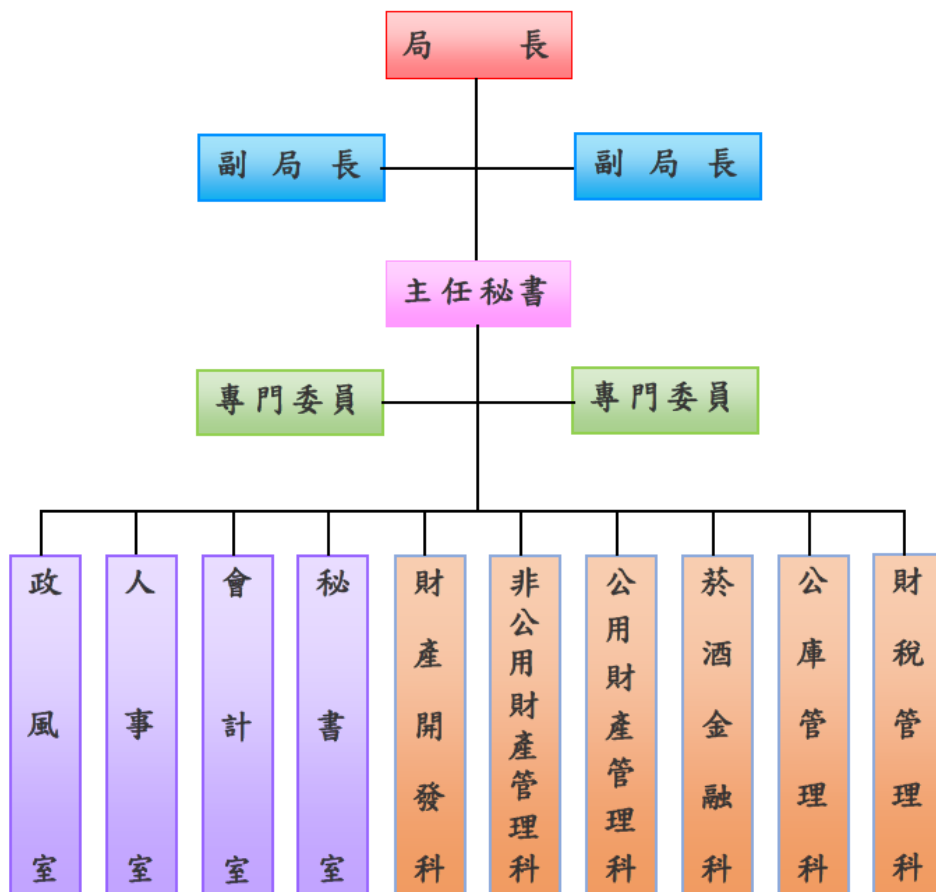 局長
副局長
副局長
主任秘書
專門委員
專門委員
政風室
人事室
會計室
秘書室
財產開發科
非公用財產管理科
公用財產管理科
菸酒金融科
公庫管理科
財稅管理科